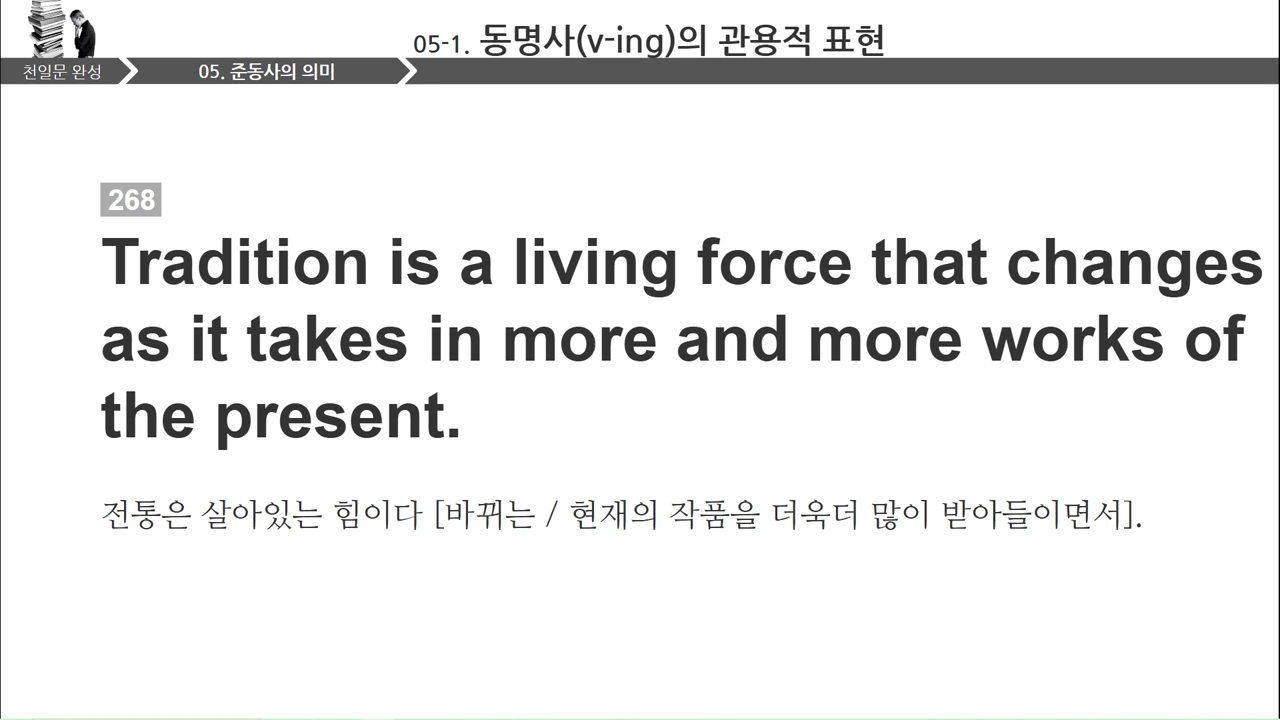 05-1. 동명사(v-ing)의 관용적 표현
천일문 완성
05. 준동사의 의미
268
Tradition is a living force that changes
as it takes in more and more works of
the present.
전통은 살아있는 힘이다 [바뀌는 / 현재의 작품을 더욱더 많이 받아들이면서].